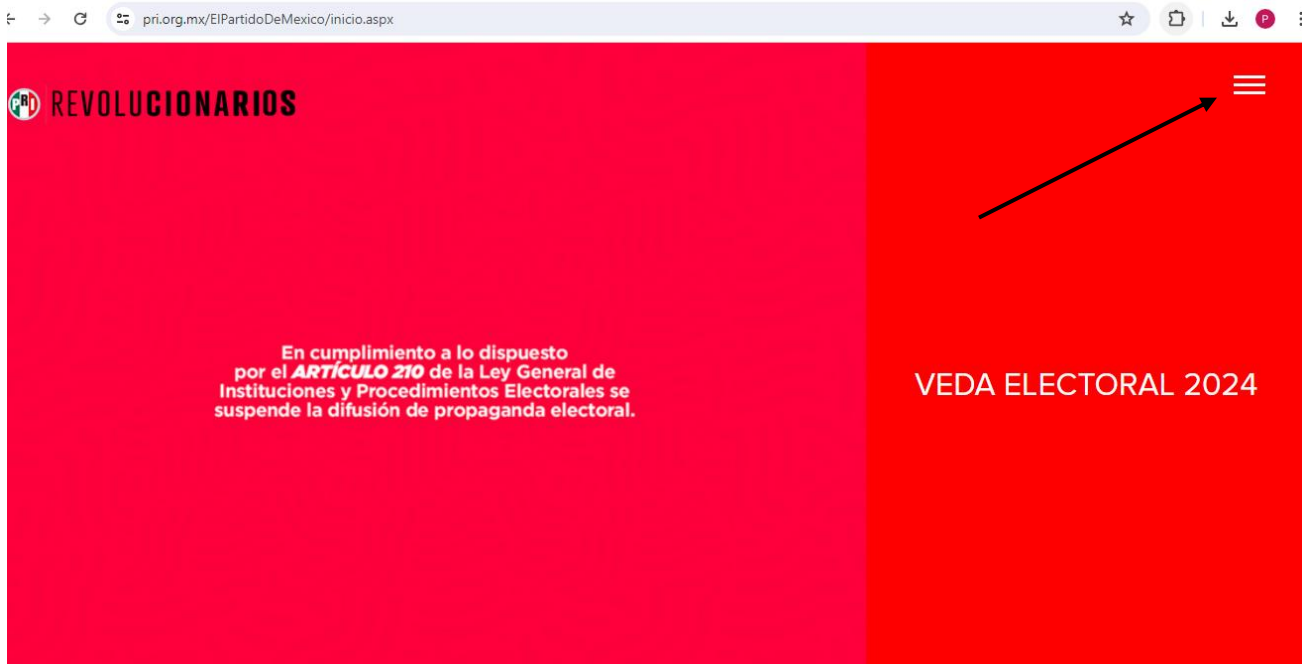 pri.org.mx/ElPartidoDeMexico/inicio.aspx
P
PRI REVOLUCIONARIOS
En cumplimiento a lo dispuesto
por el ARTÍCULO 210 de la Ley General de
Instituciones y Procedimientos Electorales se
suspende la difusión de propaganda electoral.
VEDA ELECTORAL 2024